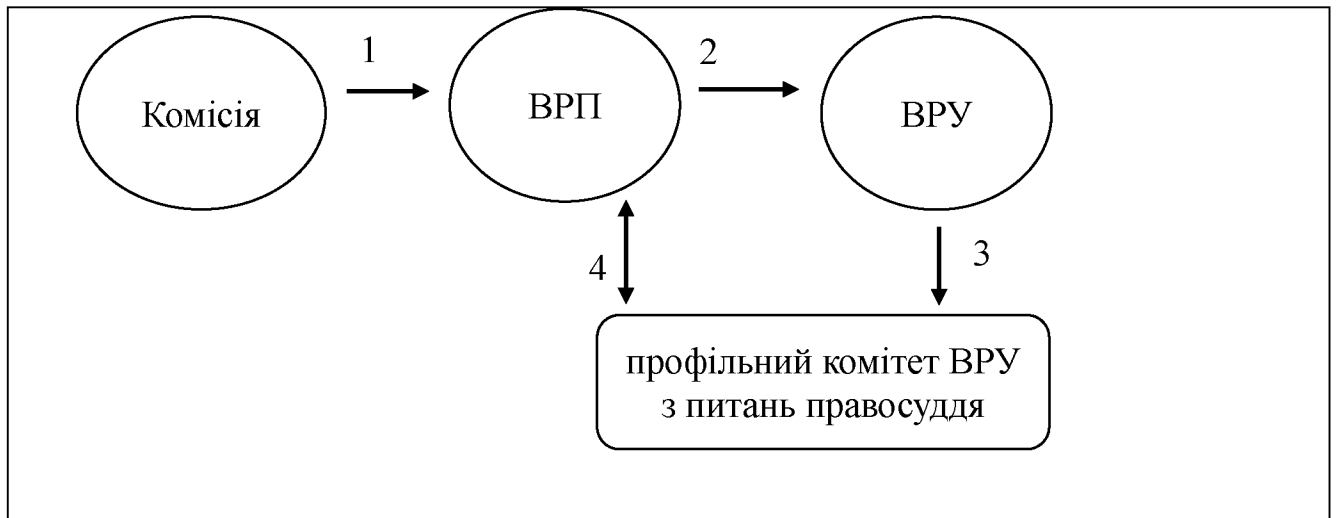 1
2
Комісія
ВРП
ВРУ
4
3
профільний комітет ВРУ
з питань правосуддя